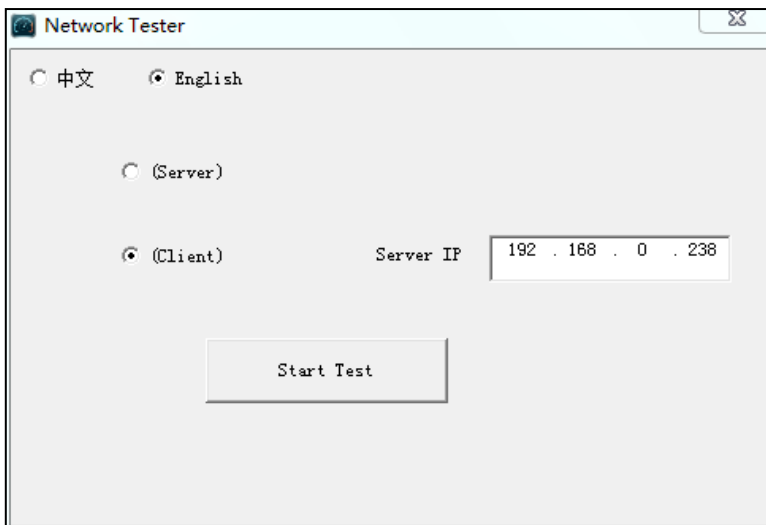 Network Tester
中文 English
(Server)
(Client) Server IP 192 . 168 . 0 . 238
Start Test